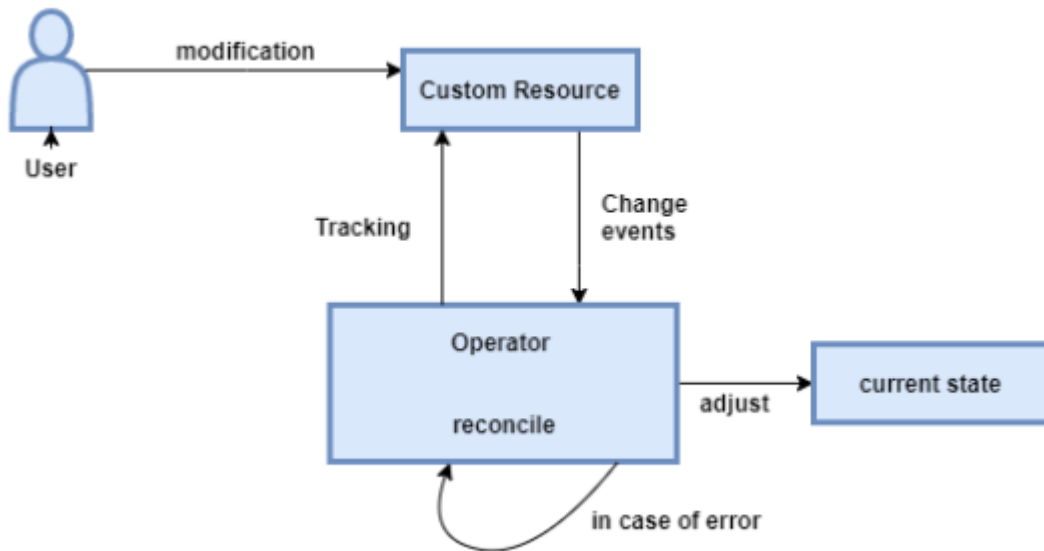 modification
Custom Resource
User
Tracking
Change
events
Operator
reconcile
adjust
current state
in case of error